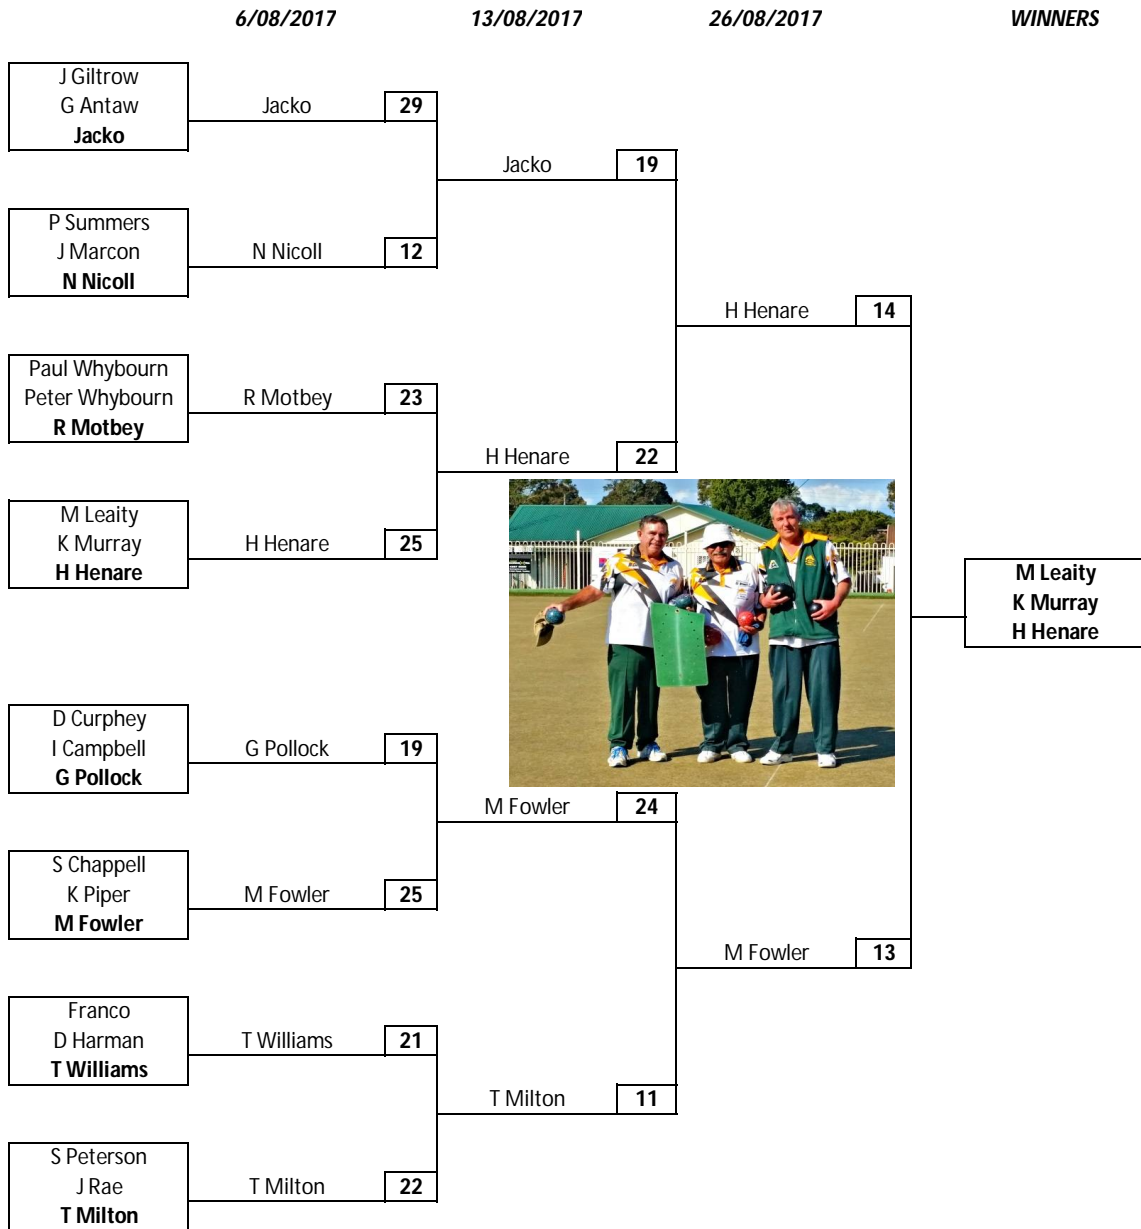 6/08/2017 13/08/2017 26/08/2017 WINNERS
J Giltrow
G Antaw
Jacko
Jacko 29
Jacko 19
P Summers
J Marcon
N Nicoll
N Nicoll 12
H Henare 14
Paul Whybourn
Peter Whybourn
R Motbey
R Motbey 23
H Henare 22
M Leaity
K Murray
H Henare
H Henare 25
M Leaity
K Murray
H Henare
D Curphey
I Campbell
G Pollock
G Pollock 19
M Fowler 24
S Chappell
K Piper
M Fowler
M Fowler 25
M Fowler 13
Franco
D Harman
T Williams
T Williams 21
T Milton 11
S Peterson
J Rae
T Milton
T Milton 22